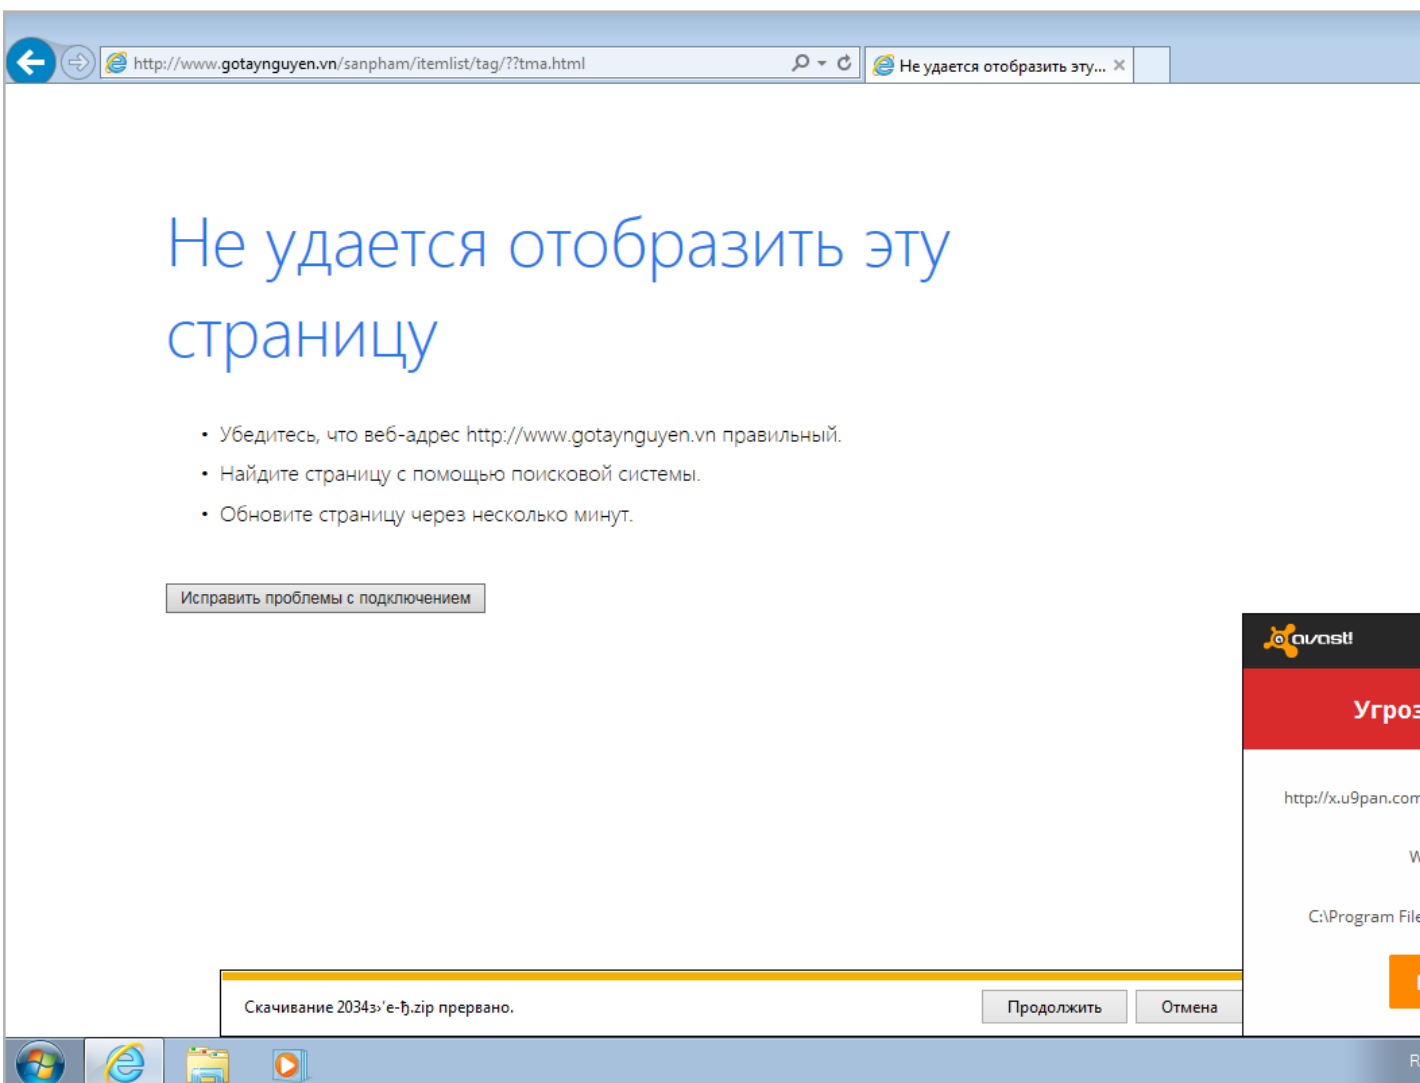 http://www.gotaynguyen.vn/sanpham/itemlist/tag/??tma.html
Не удается отобразить эту...
Не удается отобразить эту
страницу
• Убедитесь, что веб-адрес http://www.gotaynguyen.vn правильный.
• Найдите страницу с помощью поисковой системы.
• Обновите страницу через несколько минут.
Исправить проблемы с подключением
avast!
Угроз
http://x.u9pan.com
W
C:\Program File
Скачивание 2034з›‘е-ђ.zip прервано.
Продолжить
Отмена
R